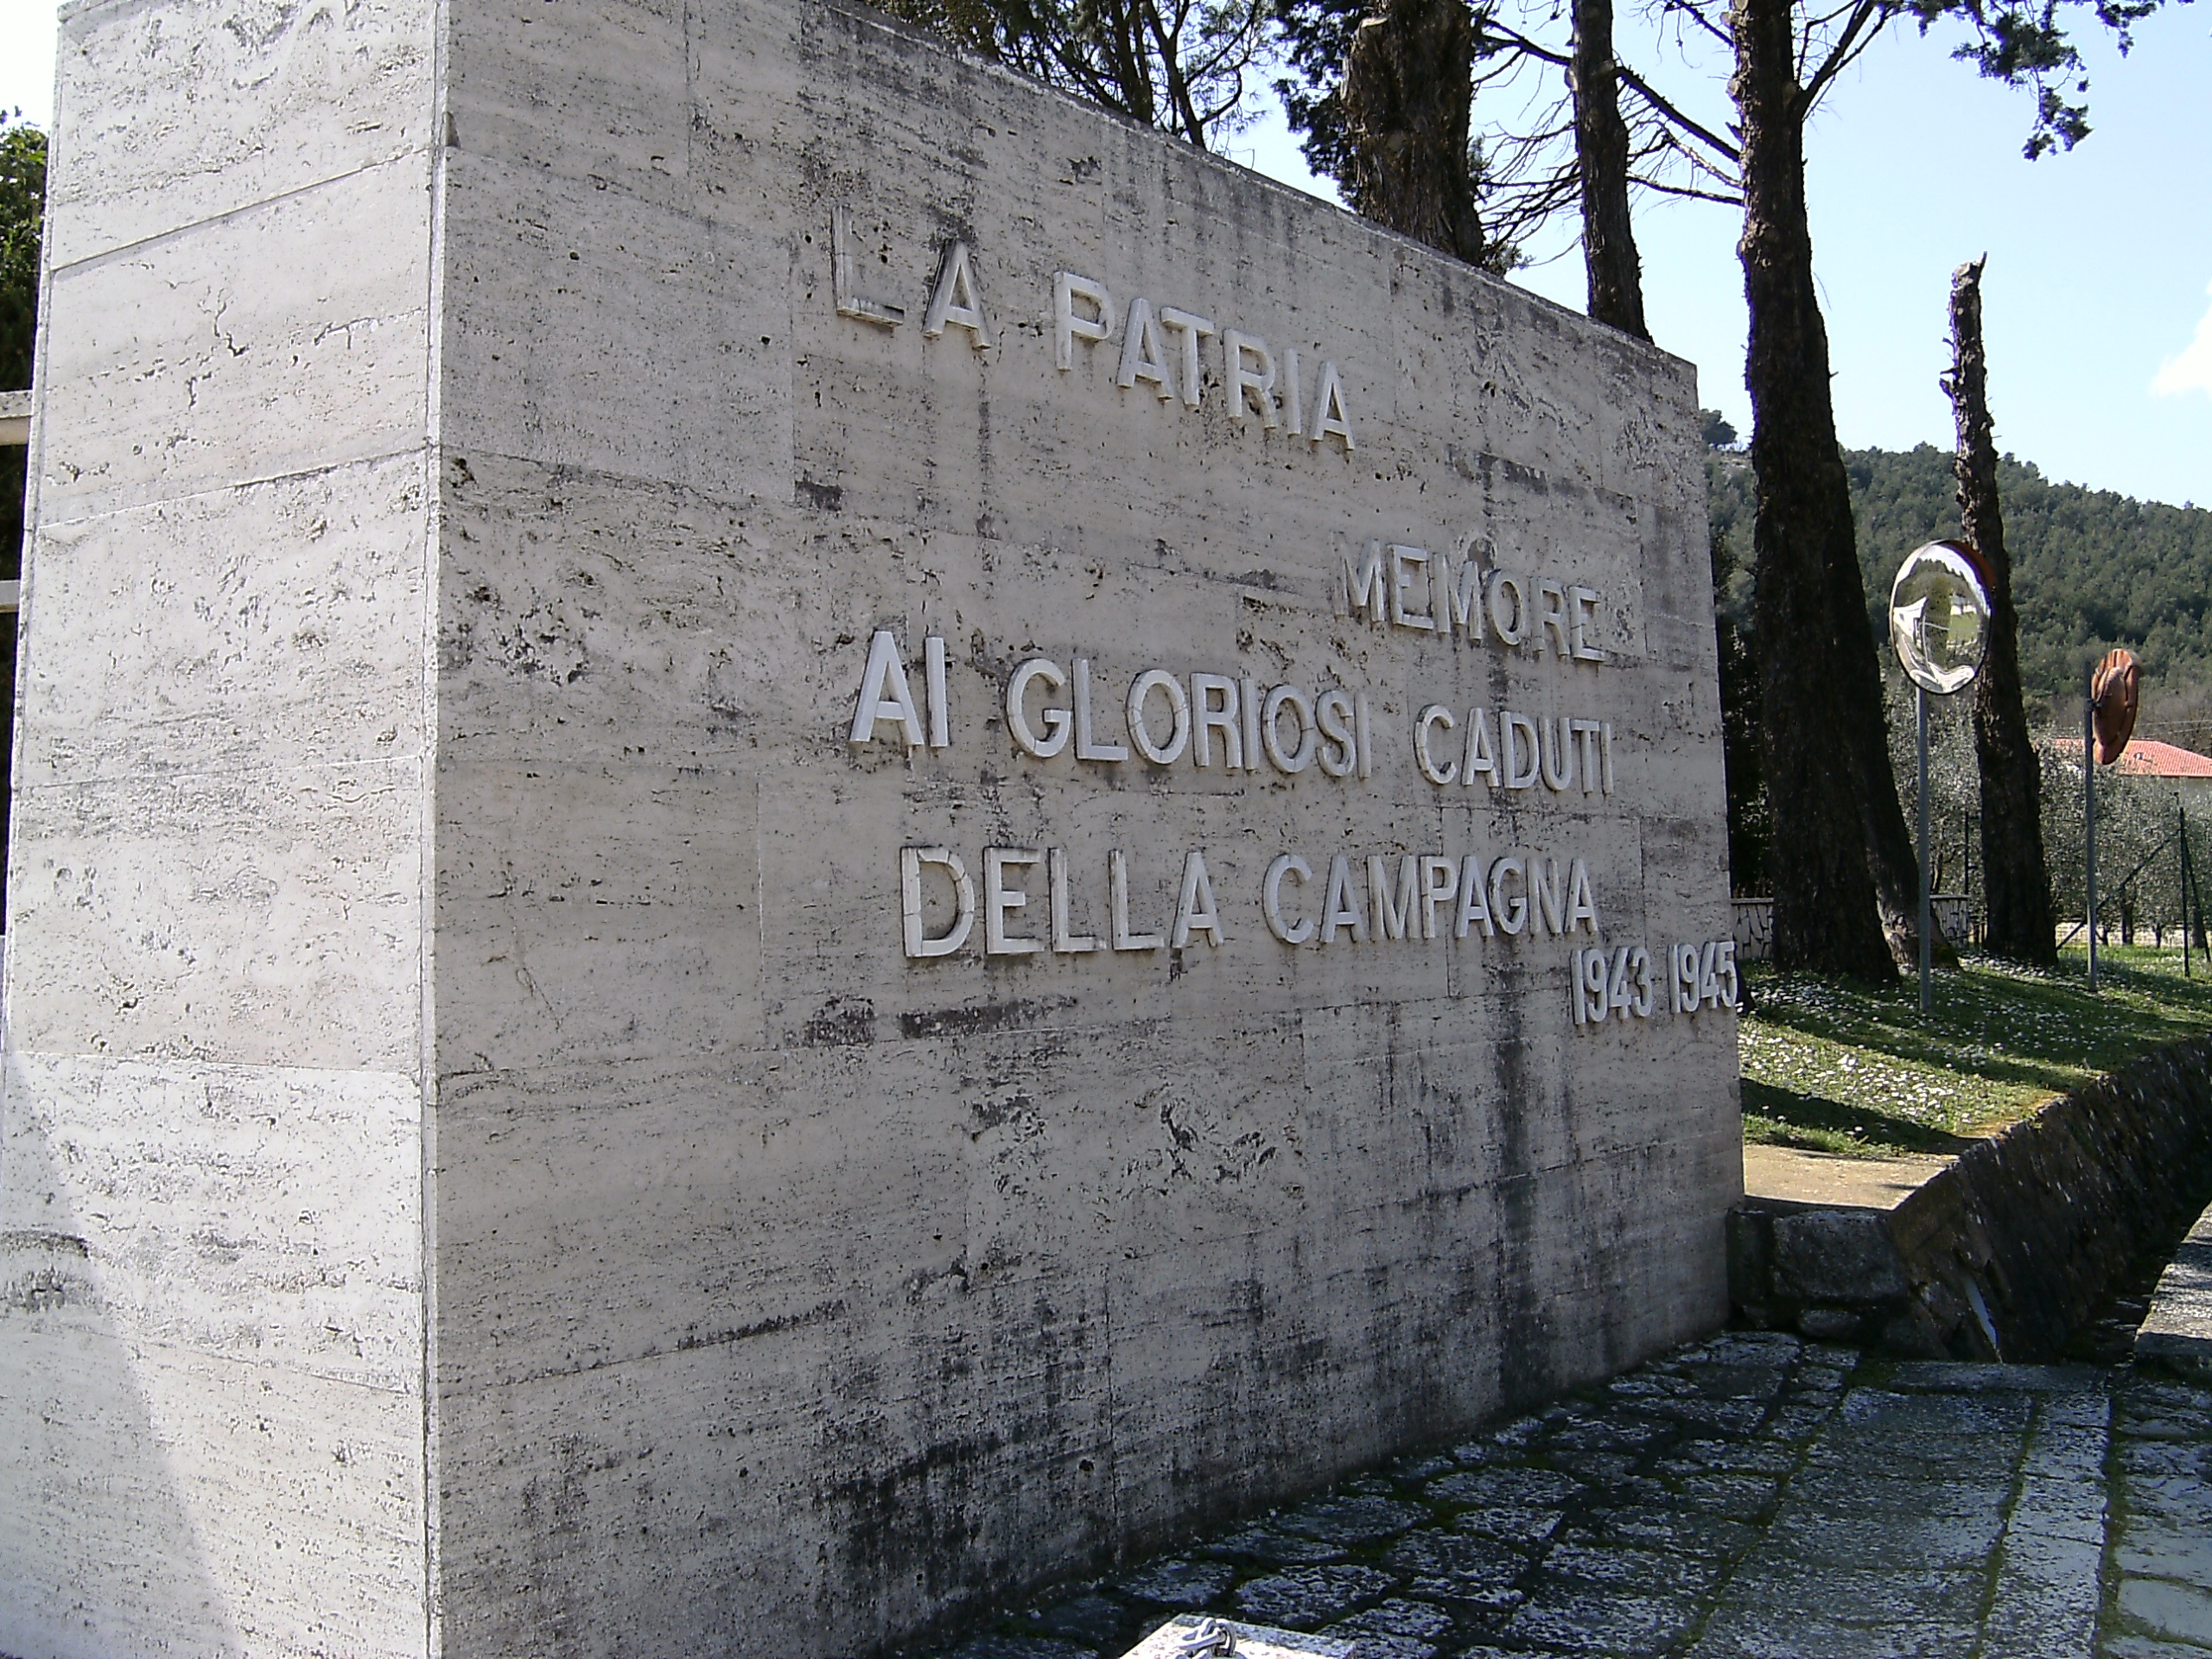 LA PATRIA
MEMORE
AI GLORIOSI CADUTI
DELLA CAMPAGNA
1943 1945